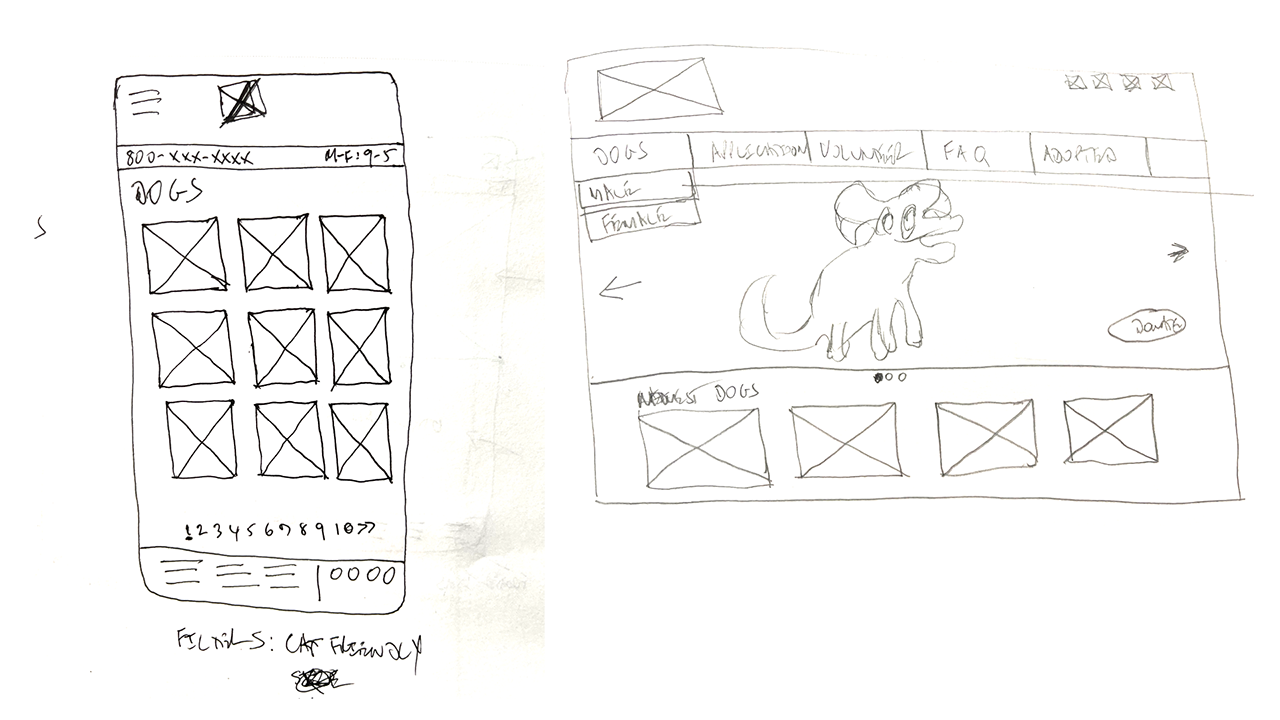 800-XXX-XXXX M-F: 9-5
DOGS
1 2 3 4 5 6 7 8 9 10 >>
FILTERS: CAT FRIENDLY
S
DOGS APPLICATION VOLUNTEER FAQ ADOPTED
MALE
FEMALE
DONATE
NEWEST DOGS